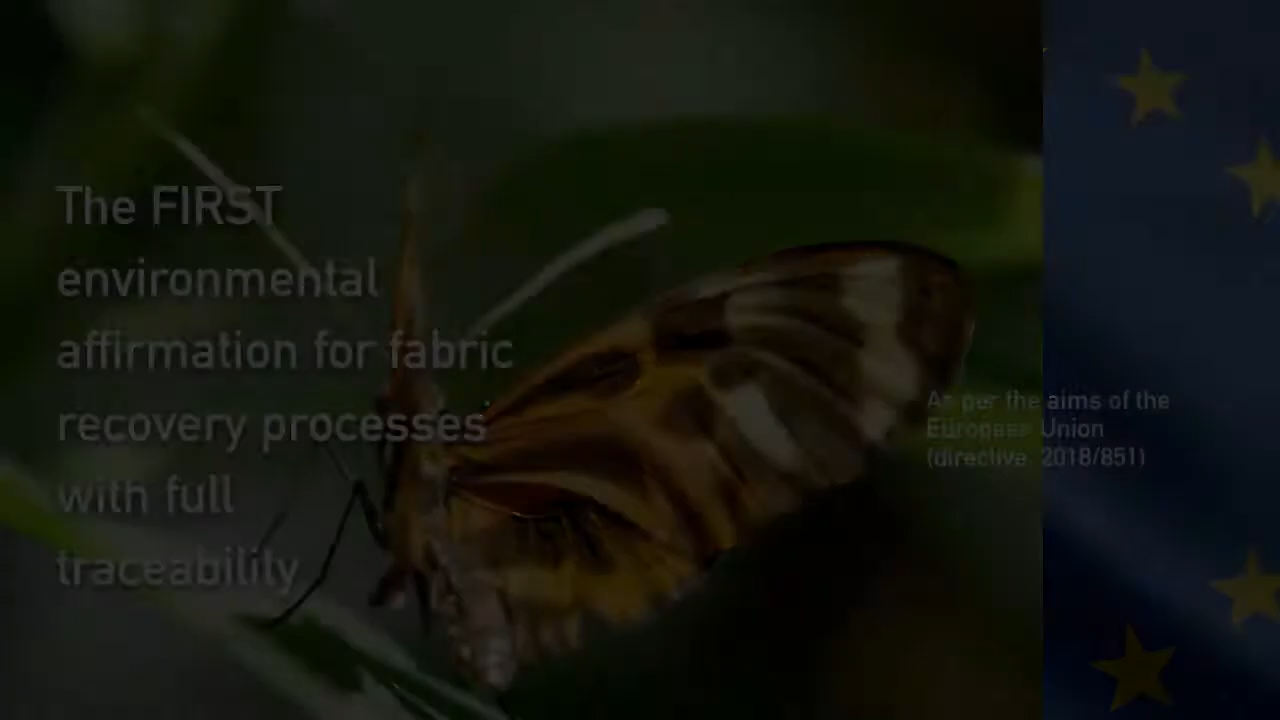 The FIRST
environmental
affirmation for fabric
recovery processes
with full
traceability
As per the aims of the
European Union
(directive 2018/851)